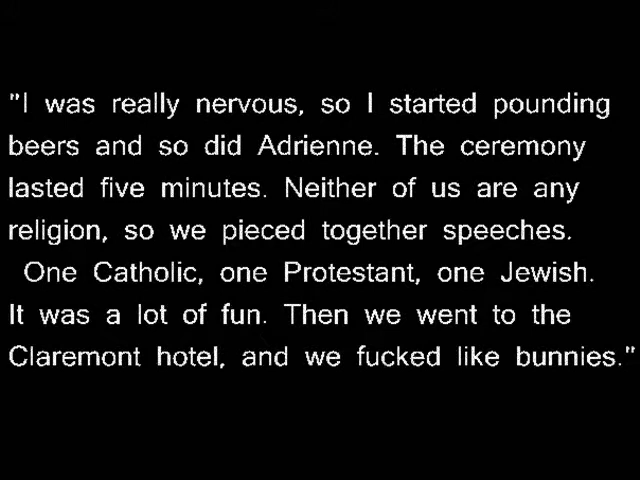 "I was really nervous, so I started pounding
beers and so did Adrienne. The ceremony
lasted five minutes. Neither of us are any
religion, so we pieced together speeches.
One Catholic, one Protestant, one Jewish.
It was a lot of fun. Then we went to the
Claremont hotel, and we fucked like bunnies."